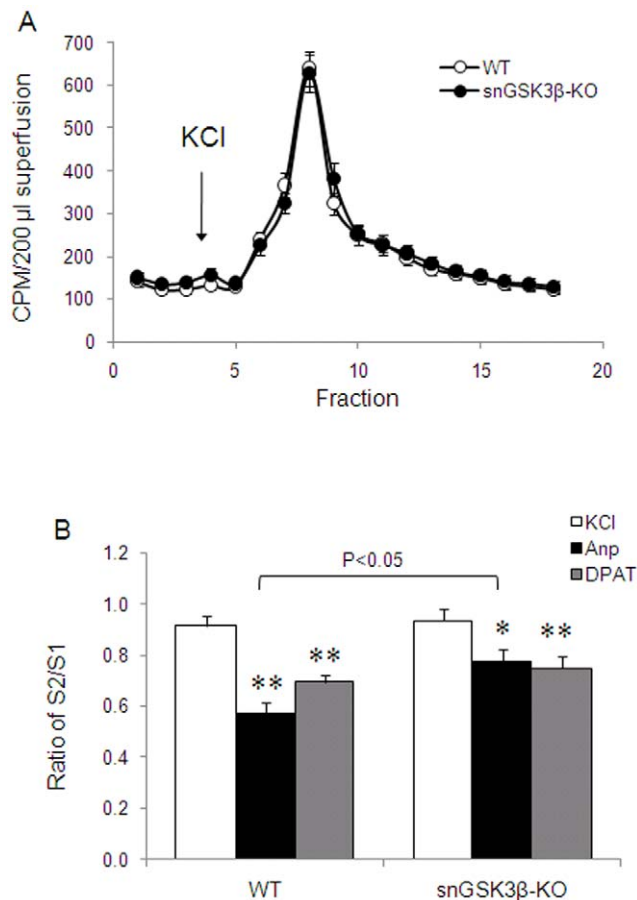 A
CPM/200 µl superfusion
700
600
500
400
300
200
100
0
KCl
WT
snGSK3β-KO
0
5
10
15
20
Fraction
B
Ratio of S2/S1
1.2
1.0
0.8
0.6
0.4
0.2
0.0
P<0.05
KCl
Anp
DPAT
**
**
*
**
WT
snGSK3β-KO